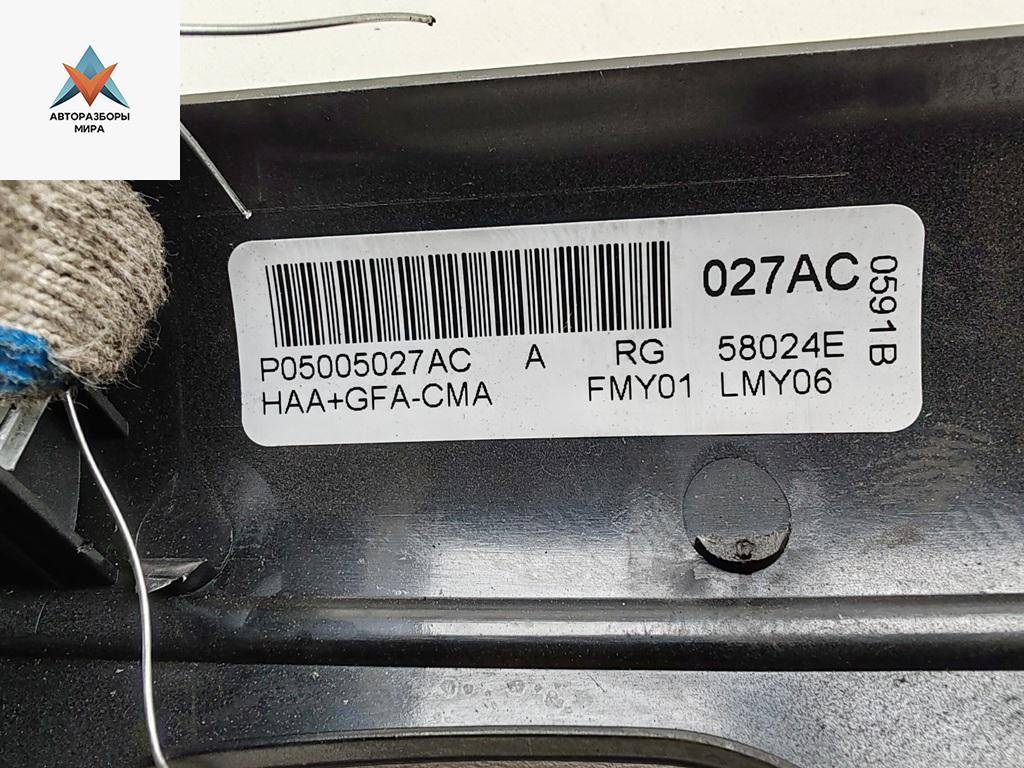 АВТОРАЗБОРЫ
МИРА
027AC
0591B
P05005027AC A RG 58024E
HAA+GFA-CMA FMY01 LMY06